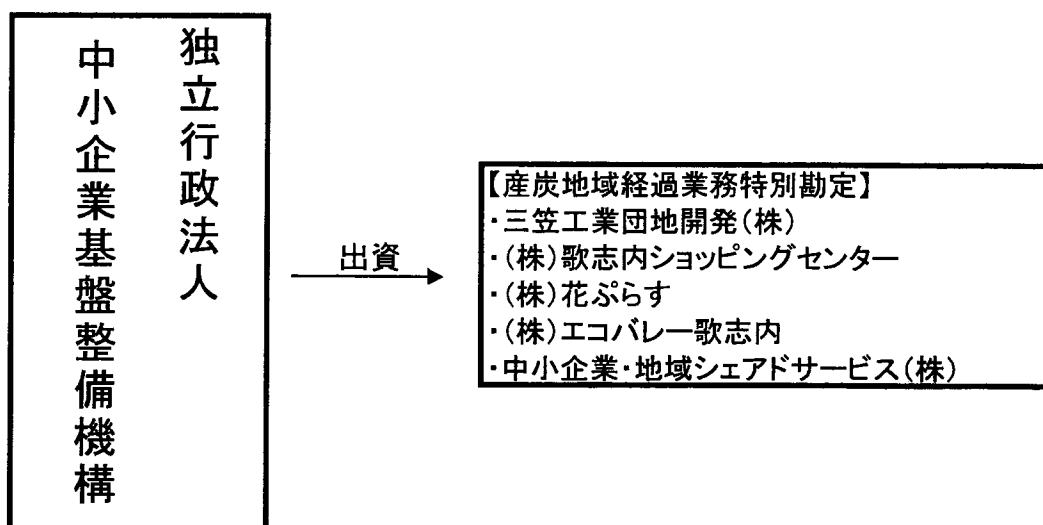 独立行政法人
中小企業基盤整備機構
出資
【産炭地域経過業務特別勘定】
・三笠工業団地開発(株)
・(株)歌志内ショッピングセンター
・(株)花ぷらす
・(株)エコバレー歌志内
・中小企業・地域シェアドサービス(株)